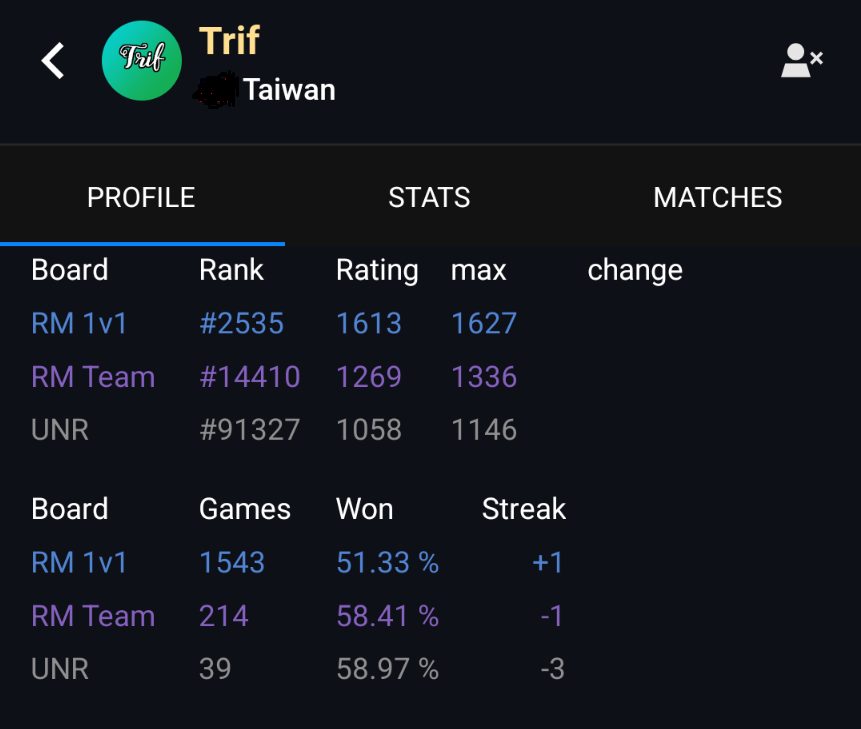 Trif
Trif
Taiwan
PROFILE STATS MATCHES
Board Rank Rating max change
RM 1v1 #2535 1613 1627
RM Team #14410 1269 1336
UNR #91327 1058 1146
Board Games Won Streak
RM 1v1 1543 51.33 % +1
RM Team 214 58.41 % -1
UNR 39 58.97 % -3